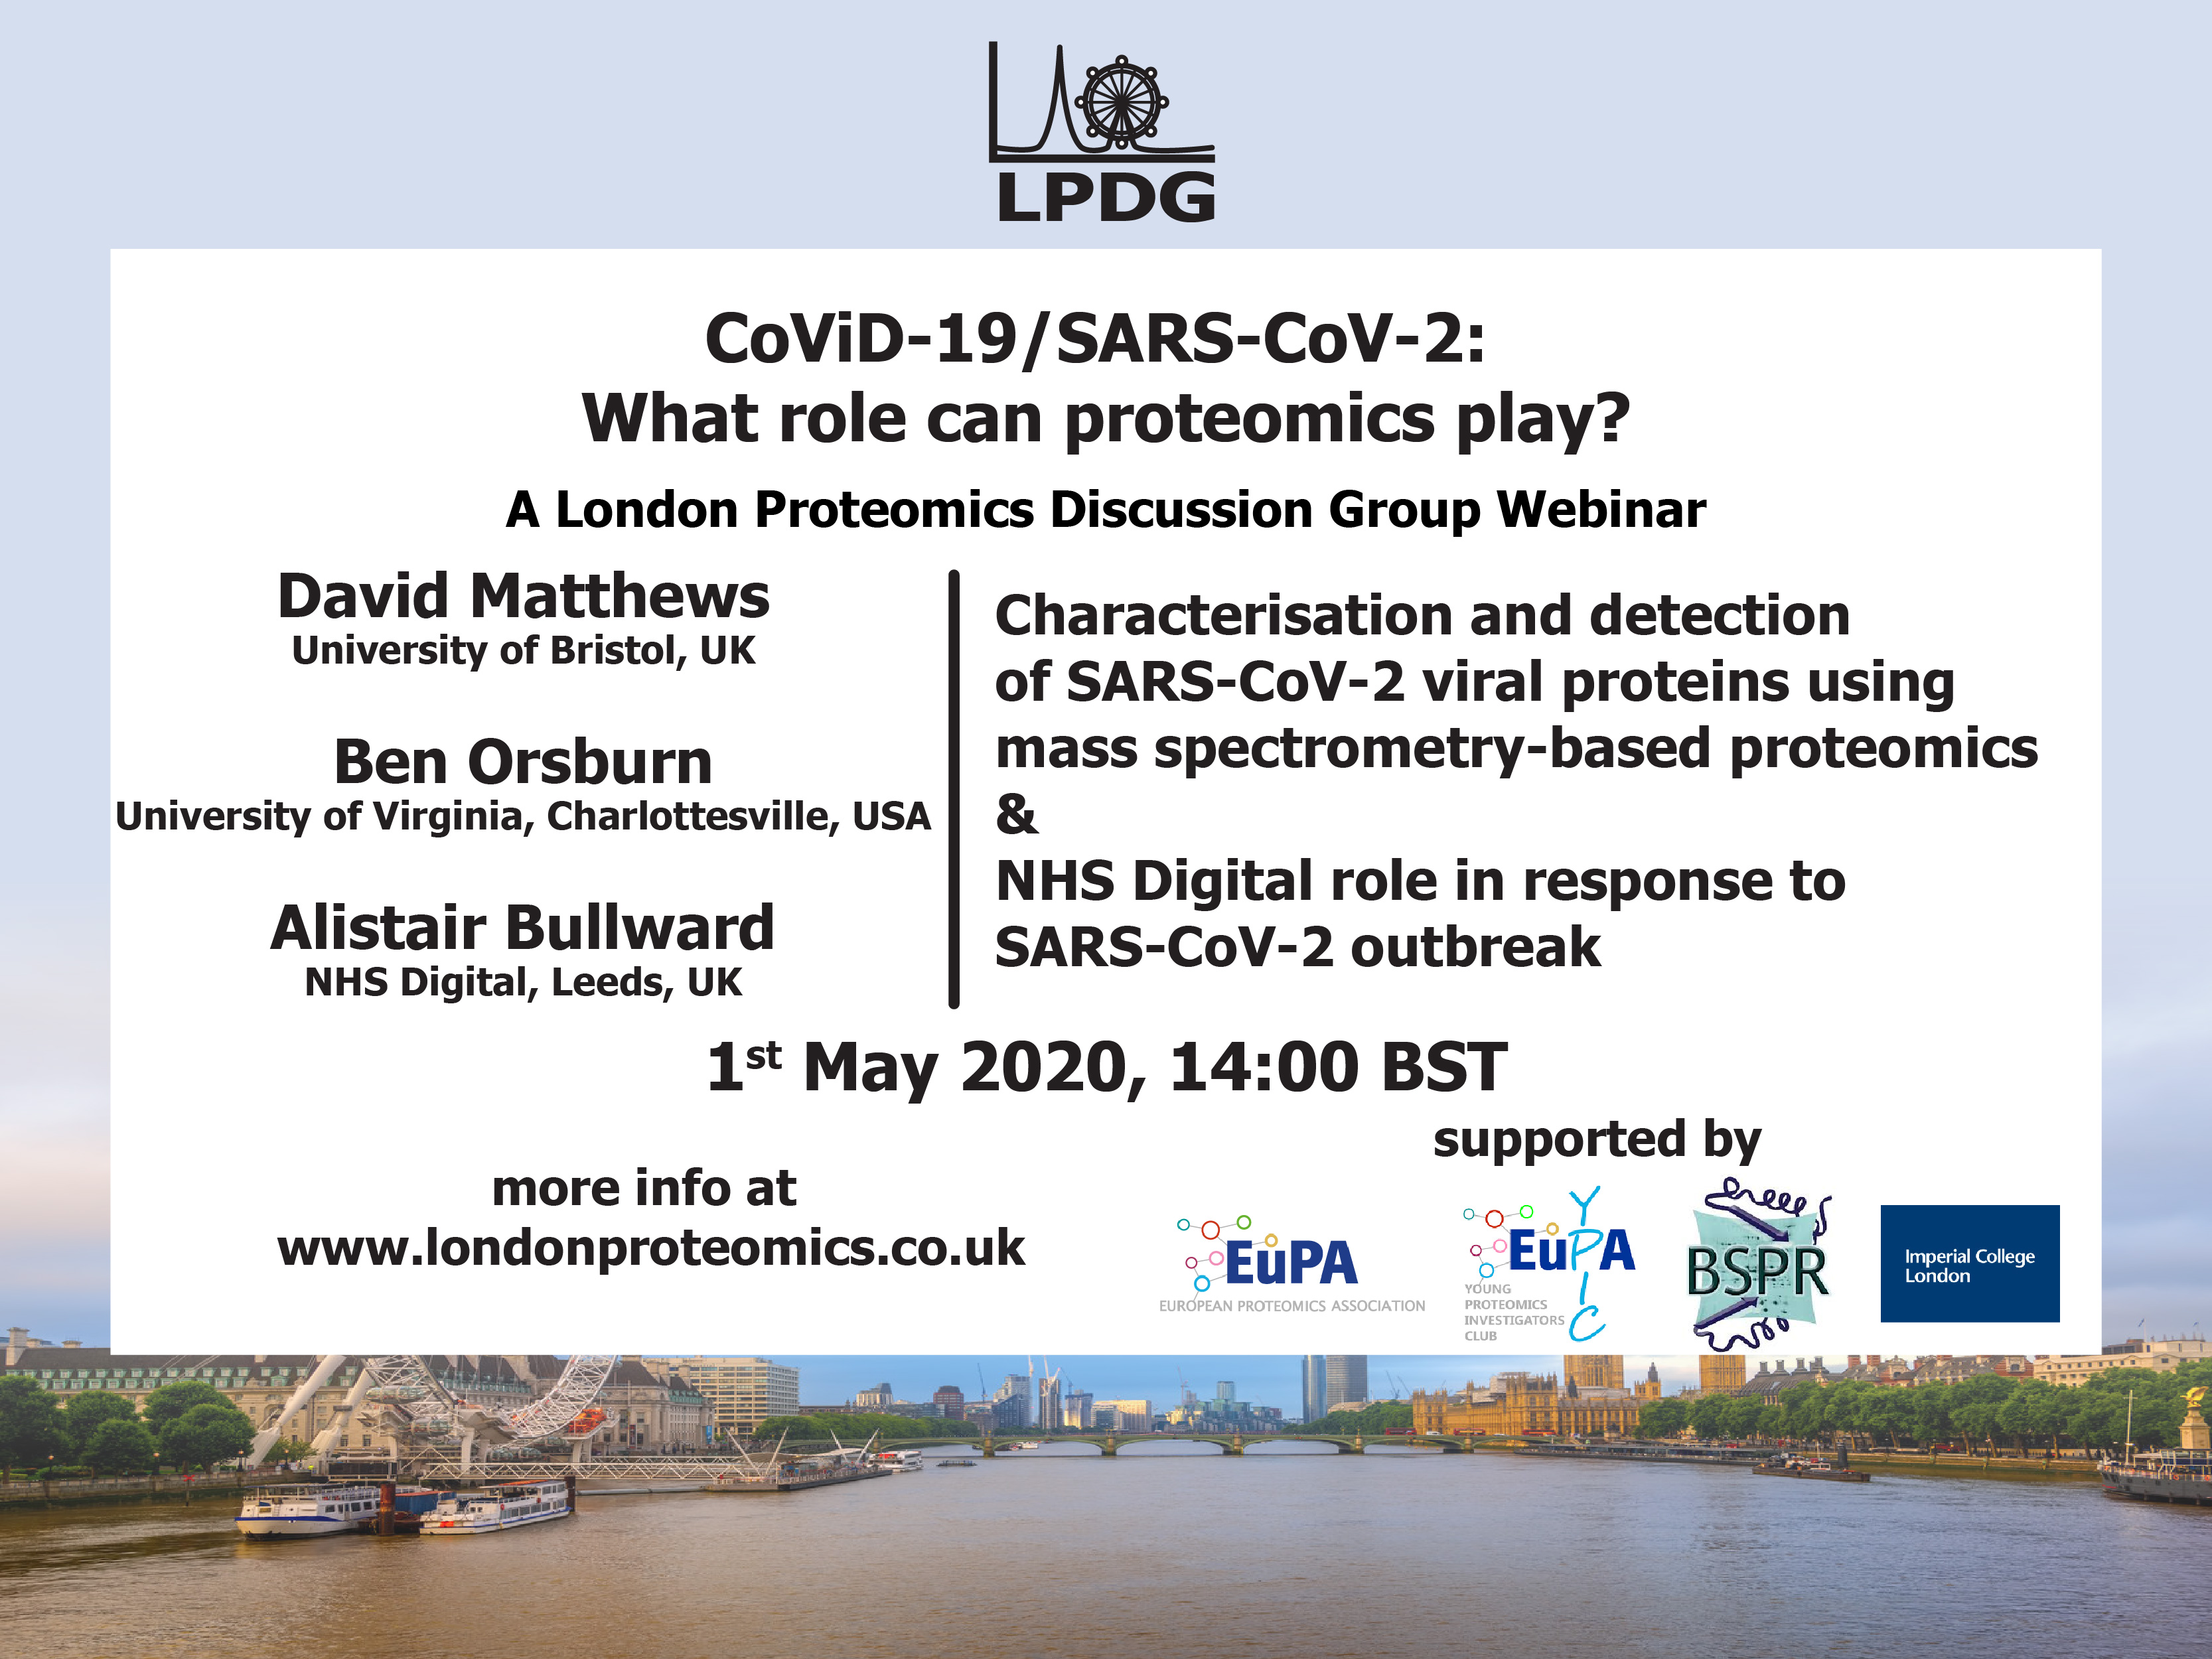 LPDG
CoViD-19/SARS-CoV-2:
What role can proteomics play?
A London Proteomics Discussion Group Webinar
David Matthews
University of Bristol, UK
Ben Orsburn
University of Virginia, Charlottesville, USA
Alistair Bullward
NHS Digital, Leeds, UK
Characterisation and detection
of SARS-CoV-2 viral proteins using
mass spectrometry-based proteomics
&
NHS Digital role in response to
SARS-CoV-2 outbreak
1st May 2020, 14:00 BST
more info at
www.londonproteomics.co.uk
supported by
EuPA
EUROPEAN PROTEOMICS ASSOCIATION
EuPA
YPIC
YOUNG
PROTEOMICS
INVESTIGATORS
CLUB
BSPR
Imperial College
London